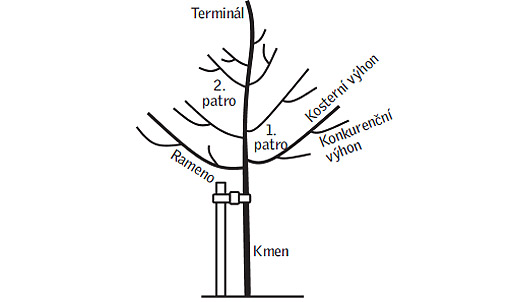 Terminál
2.
patro
Kosterní výhon
1.
patro
Konkurenční
výhon
Rameno
Kmen